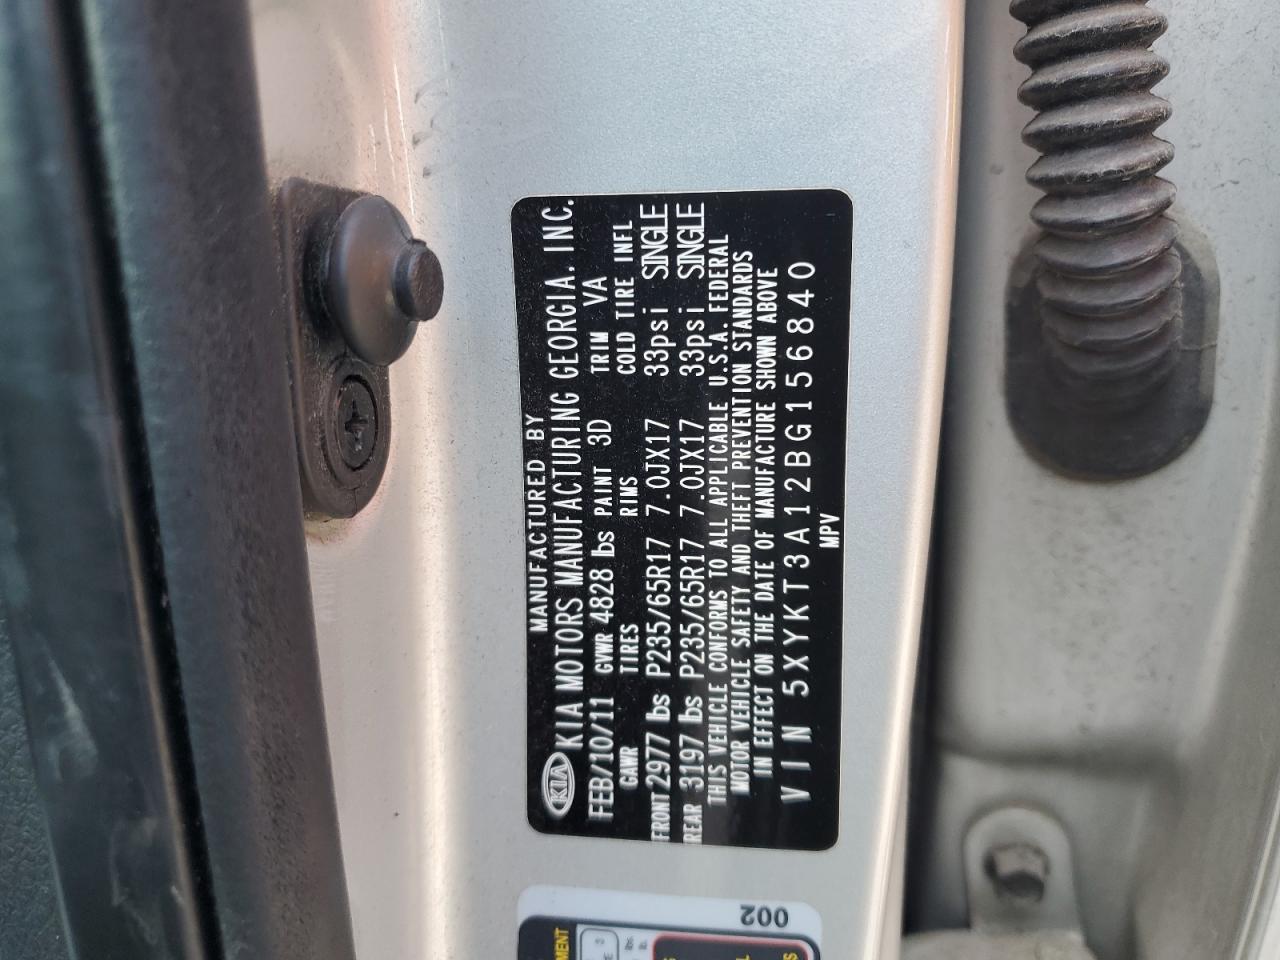 MANUFACTURED BY
KIA KIA MOTORS MANUFACTURING GEORGIA, INC.
FEB/10/11 GVWR 4828 lbs PAINT 3D TRIM VA
GAWR TIRES RIMS COLD TIRE INFL
FRONT 2977 lbs P235/65R17 7.0JX17 33psi SINGLE
REAR 3197 lbs P235/65R17 7.0JX17 33psi SINGLE
THIS VEHICLE CONFORMS TO ALL APPLICABLE U.S.A. FEDERAL
MOTOR VEHICLE SAFETY AND THEFT PREVENTION STANDARDS
IN EFFECT ON THE DATE OF MANUFACTURE SHOWN ABOVE
VIN 5XYKT3A12BG156840
MPV
002